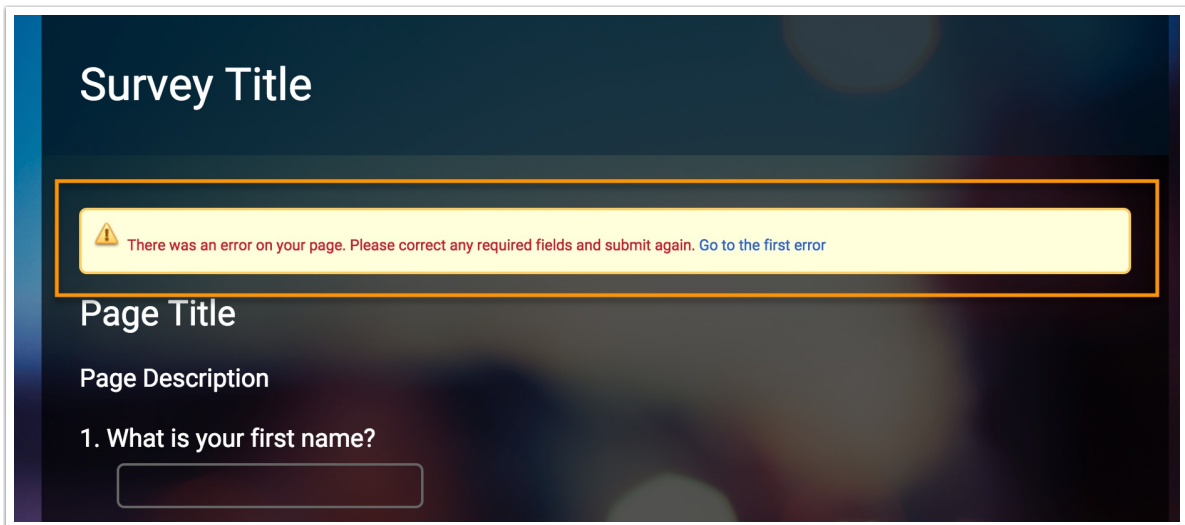 Survey Title
There was an error on your page. Please correct any required fields and submit again. Go to the first error
Page Title
Page Description
1. What is your first name?